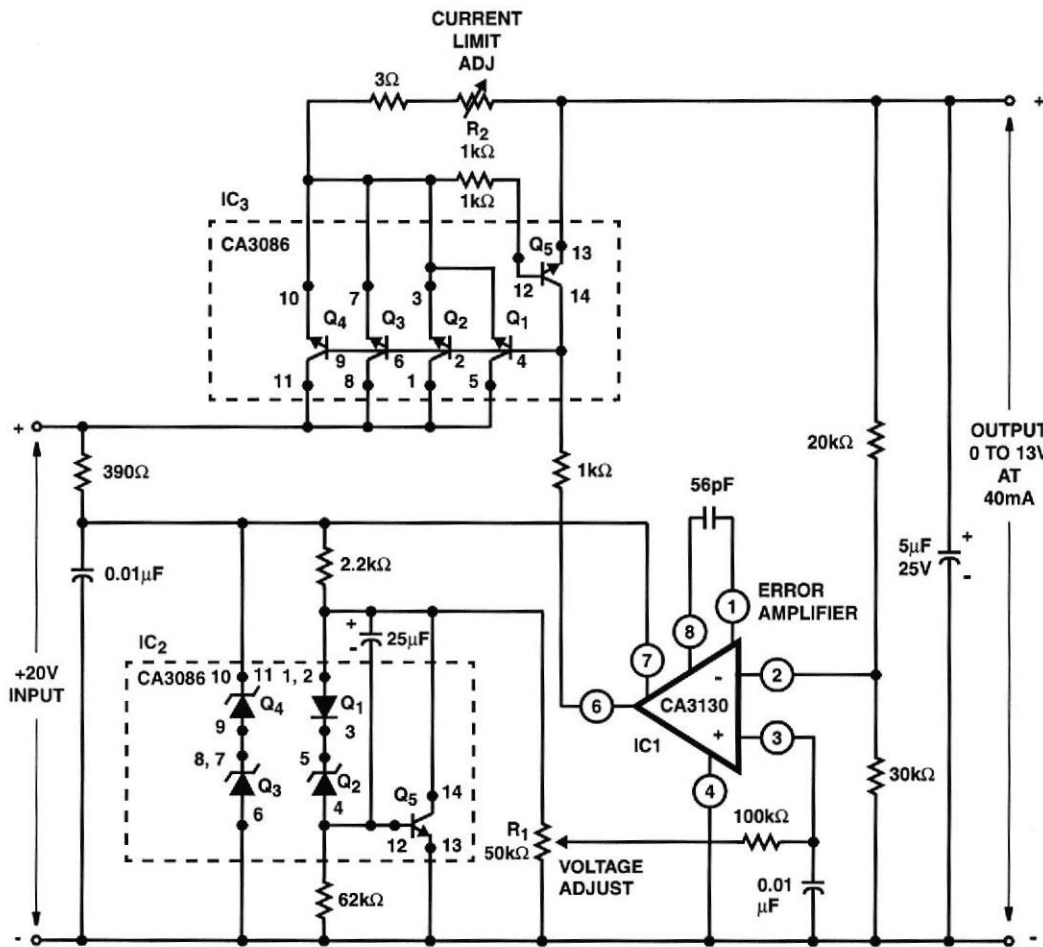 CURRENT
LIMIT
ADJ
3Ω
R2
1kΩ
1kΩ
+
IC3
CA3086
Q5
13
12
14
10
7
3
Q4
Q3
Q2
Q1
9
6
2
4
11
8
1
5
+
390Ω
1kΩ
56pF
20kΩ
OUTPUT
0 TO 13V
AT
40mA
0.01μF
2.2kΩ
5μF
25V
+
-
ERROR
AMPLIFIER
+
-
25μF
8
1
7
IC2
CA3086
+20V
INPUT
10
11
1, 2
Q4
Q1
9
3
8, 7
5
Q3
Q2
6
4
Q5
14
12
13
6
-
2
CA3130
+
3
IC1
4
30kΩ
100kΩ
R1
50kΩ
VOLTAGE
ADJUST
62kΩ
0.01
μF
-
-